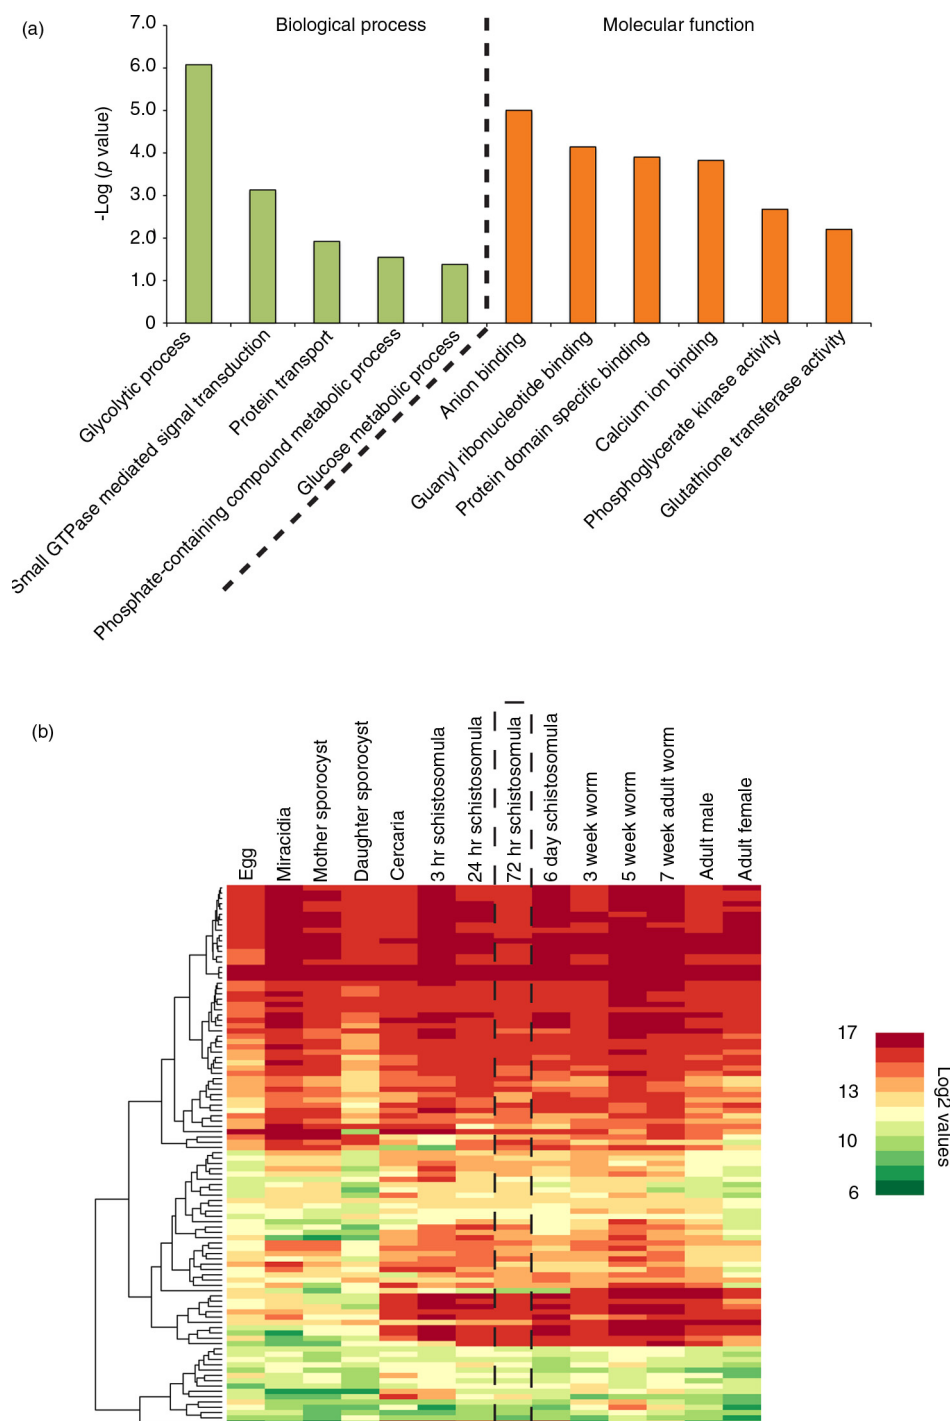 (a)
Biological process
Molecular function
7.0
6.0
5.0
4.0
3.0
2.0
1.0
0
-Log (p value)
Glycolytic process
Small GTPase mediated signal transduction
Protein transport
Phosphate-containing compound metabolic process
Glucose metabolic process
Anion binding
Guanyl ribonucleotide binding
Protein domain specific binding
Calcium ion binding
Phosphoglycerate kinase activity
Glutathione transferase activity
(b)
Egg
Miracidia
Mother sporocyst
Daughter sporocyst
Cercaria
3 hr schistosomula
24 hr schistosomula
72 hr schistosomula
6 day schistosomula
3 week worm
5 week worm
7 week adult worm
Adult male
Adult female
17
13
10
6
Log2 values